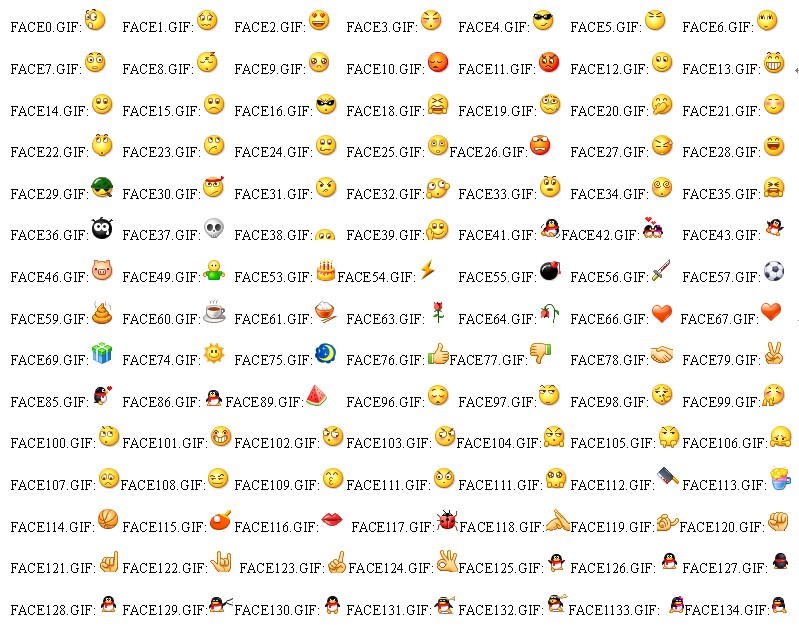 FACE0.GIF: FACE1.GIF: FACE2.GIF: FACE3.GIF: FACE4.GIF: FACE5.GIF: FACE6.GIF:
FACE7.GIF: FACE8.GIF: FACE9.GIF: FACE10.GIF: FACE11.GIF: FACE12.GIF: FACE13.GIF:
FACE14.GIF: FACE15.GIF: FACE16.GIF: FACE18.GIF: FACE19.GIF: FACE20.GIF: FACE21.GIF:
FACE22.GIF: FACE23.GIF: FACE24.GIF: FACE25.GIF: FACE26.GIF: FACE27.GIF: FACE28.GIF:
FACE29.GIF: FACE30.GIF: FACE31.GIF: FACE32.GIF: FACE33.GIF: FACE34.GIF: FACE35.GIF:
FACE36.GIF: FACE37.GIF: FACE38.GIF: FACE39.GIF: FACE41.GIF: FACE42.GIF: FACE43.GIF:
FACE46.GIF: FACE49.GIF: FACE53.GIF: FACE54.GIF: FACE55.GIF: FACE56.GIF: FACE57.GIF:
FACE59.GIF: FACE60.GIF: FACE61.GIF: FACE63.GIF: FACE64.GIF: FACE66.GIF: FACE67.GIF:
FACE69.GIF: FACE74.GIF: FACE75.GIF: FACE76.GIF: FACE77.GIF: FACE78.GIF: FACE79.GIF:
FACE85.GIF: FACE86.GIF: FACE89.GIF: FACE96.GIF: FACE97.GIF: FACE98.GIF: FACE99.GIF:
FACE100.GIF: FACE101.GIF: FACE102.GIF: FACE103.GIF: FACE104.GIF: FACE105.GIF: FACE106.GIF:
FACE107.GIF: FACE108.GIF: FACE109.GIF: FACE111.GIF: FACE111.GIF: FACE112.GIF: FACE113.GIF:
FACE114.GIF: FACE115.GIF: FACE116.GIF: FACE117.GIF: FACE118.GIF: FACE119.GIF: FACE120.GIF:
FACE121.GIF: FACE122.GIF: FACE123.GIF: FACE124.GIF: FACE125.GIF: FACE126.GIF: FACE127.GIF:
FACE128.GIF: FACE129.GIF: FACE130.GIF: FACE131.GIF: FACE132.GIF: FACE1133.GIF: FACE134.GIF: